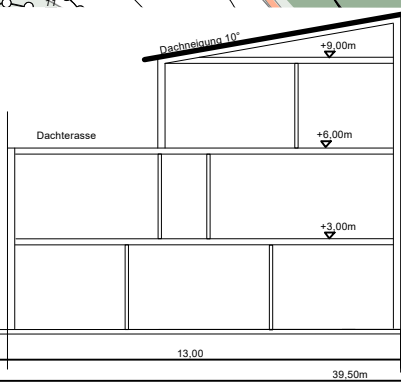 Dachneigung 10°
+9,00m
Dachterasse
+6,00m
+3,00m
13,00
39,50m